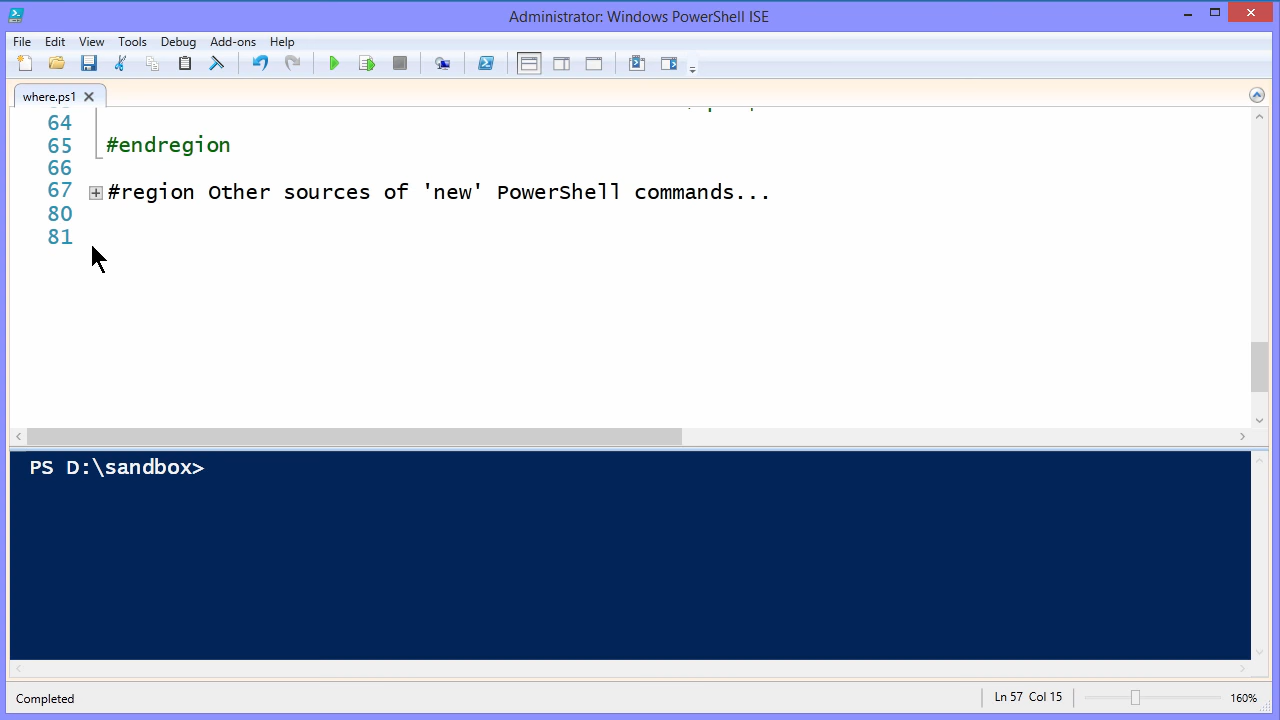 Administrator: Windows PowerShell ISE
File Edit View Tools Debug Add-ons Help
where.ps1
64
65 #endregion
66
67 #region Other sources of 'new' PowerShell commands...
80
81
PS D:\sandbox>
Completed
Ln 57 Col 15
160%